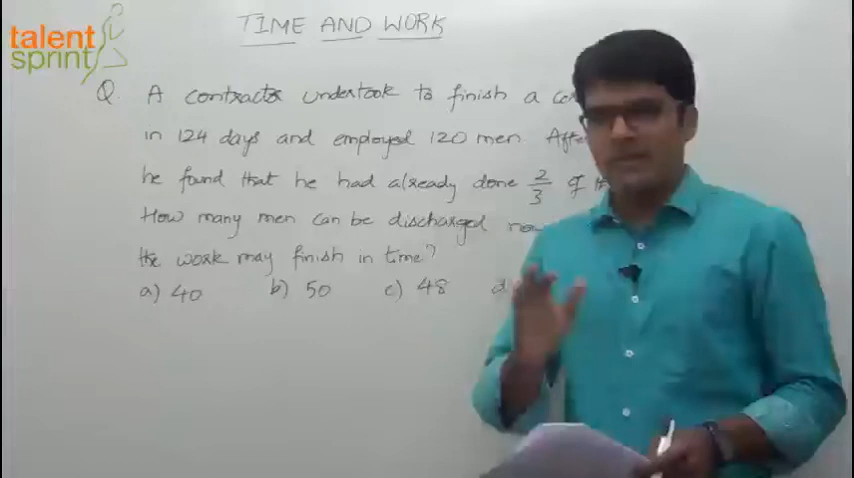 talent
sprint
TIME AND WORK
Q. A contractor undertook to finish a
in 124 days and employed 120 men
he found that he had already done 2/3 of
How many men can be discharged
the work may finish in time?
a) 40 b) 50 c) 48 d